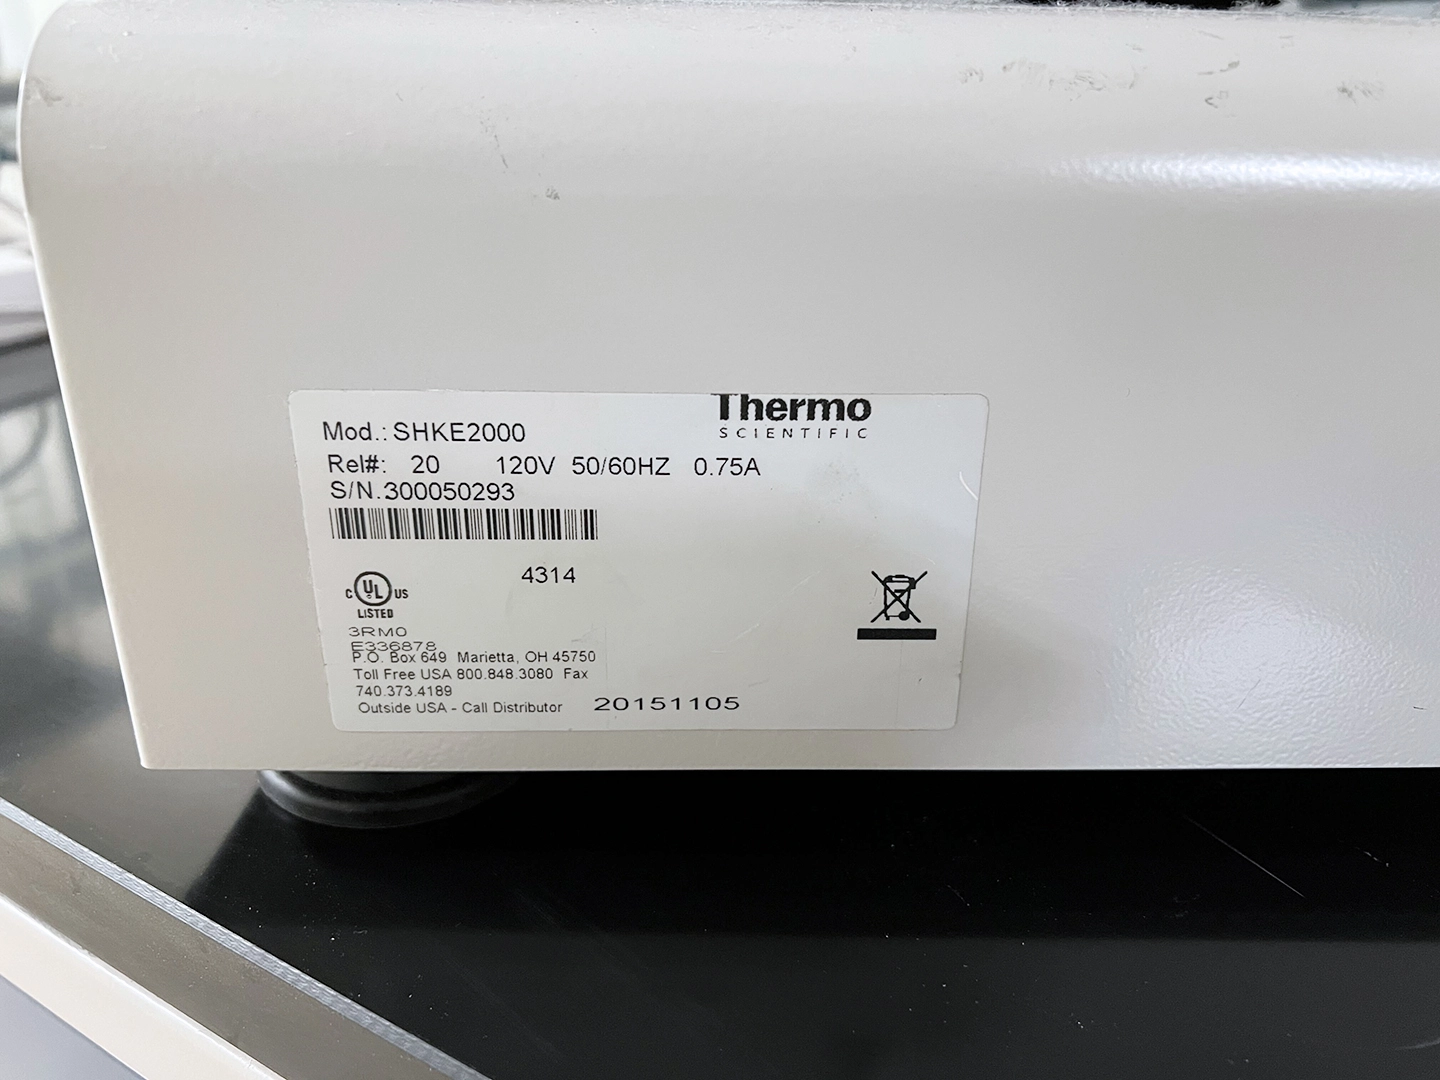 Thermo
SCIENTIFIC
Mod.: SHKE2000
Rel#: 20 120V 50/60HZ 0.75A
S/N.300050293
4314
C UL US
LISTED
3RM0
E336878
P.O. Box 649 Marietta, OH 45750
Toll Free USA 800.848.3080 Fax
740.373.4189
Outside USA - Call Distributor 20151105